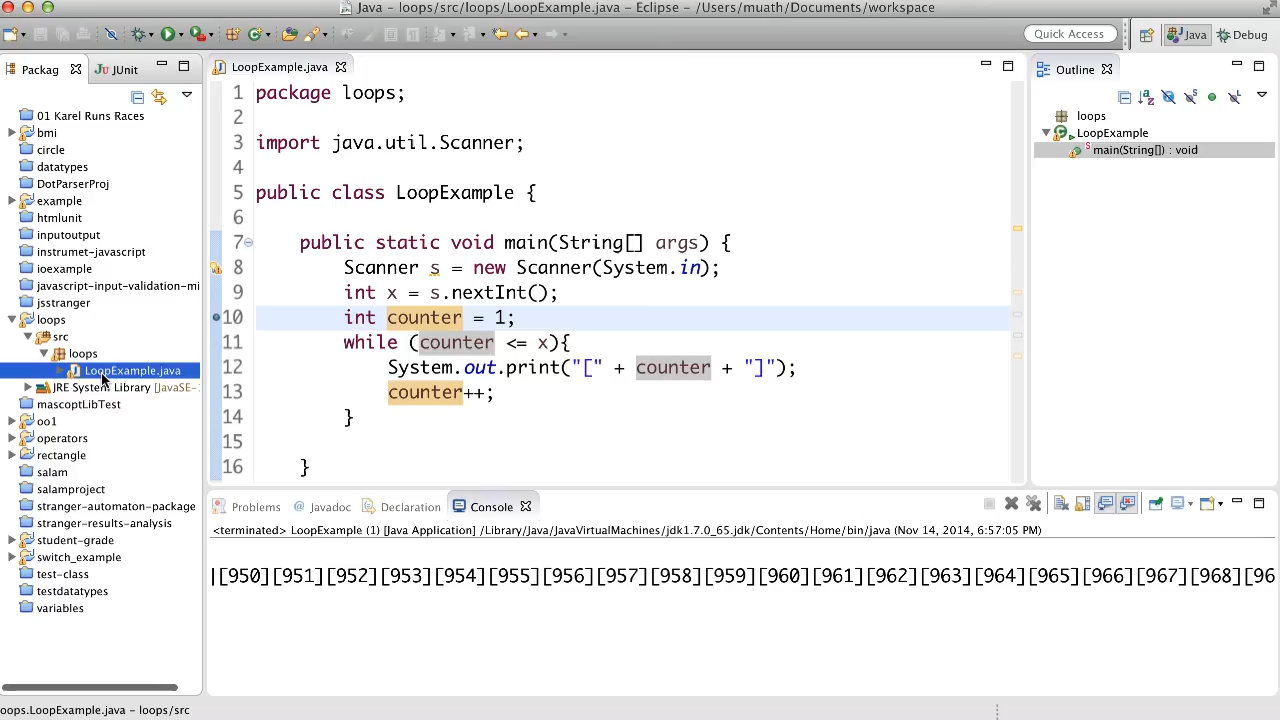 Java - loops/src/loops/LoopExample.java - Eclipse - /Users/muath/Documents/workspace
Quick Access
Java
Debug
Packag
JUnit
01 Karel Runs Races
bmi
circle
datatypes
DotParserProj
example
htmlunit
inputoutput
instrumet-javascript
ioexample
javascript-input-validation-mi
jsstranger
loops
src
loops
LoopExample.java
JRE System Library [JavaSE-
mascoptLibTest
oo1
operators
rectangle
salam
salamproject
stranger-automaton-package
stranger-results-analysis
student-grade
switch_example
test-class
testdatatypes
variables
LoopExample.java
1 package loops;
2
3 import java.util.Scanner;
4
5 public class LoopExample {
6
7 public static void main(String[] args) {
8 Scanner s = new Scanner(System.in);
9 int x = s.nextInt();
10 int counter = 1;
11 while (counter <= x){
12 System.out.print("[" + counter + "]");
13 counter++;
14 }
15
16 }
Outline
loops
LoopExample
main(String[]) : void
Problems
Javadoc
Declaration
Console
<terminated> LoopExample (1) [Java Application] /Library/Java/JavaVirtualMachines/jdk1.7.0_65.jdk/Contents/Home/bin/java (Nov 14, 2014, 6:57:05 PM)
[950][951][952][953][954][955][956][957][958][959][960][961][962][963][964][965][966][967][968][96
loops.LoopExample.java - loops/src